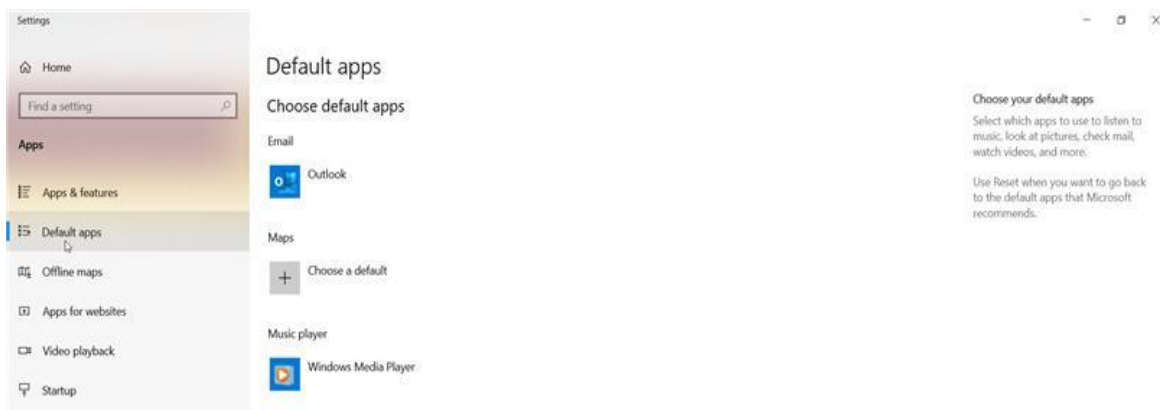 Settings
Home
Find a setting
Apps
Apps & features
Default apps
Offline maps
Apps for websites
Video playback
Startup
Default apps
Choose default apps
Email
Outlook
Maps
Choose a default
Music player
Windows Media Player
Choose your default apps
Select which apps to use to listen to
music, look at pictures, check mail,
watch videos, and more.
Use Reset when you want to go back
to the default apps that Microsoft
recommends.